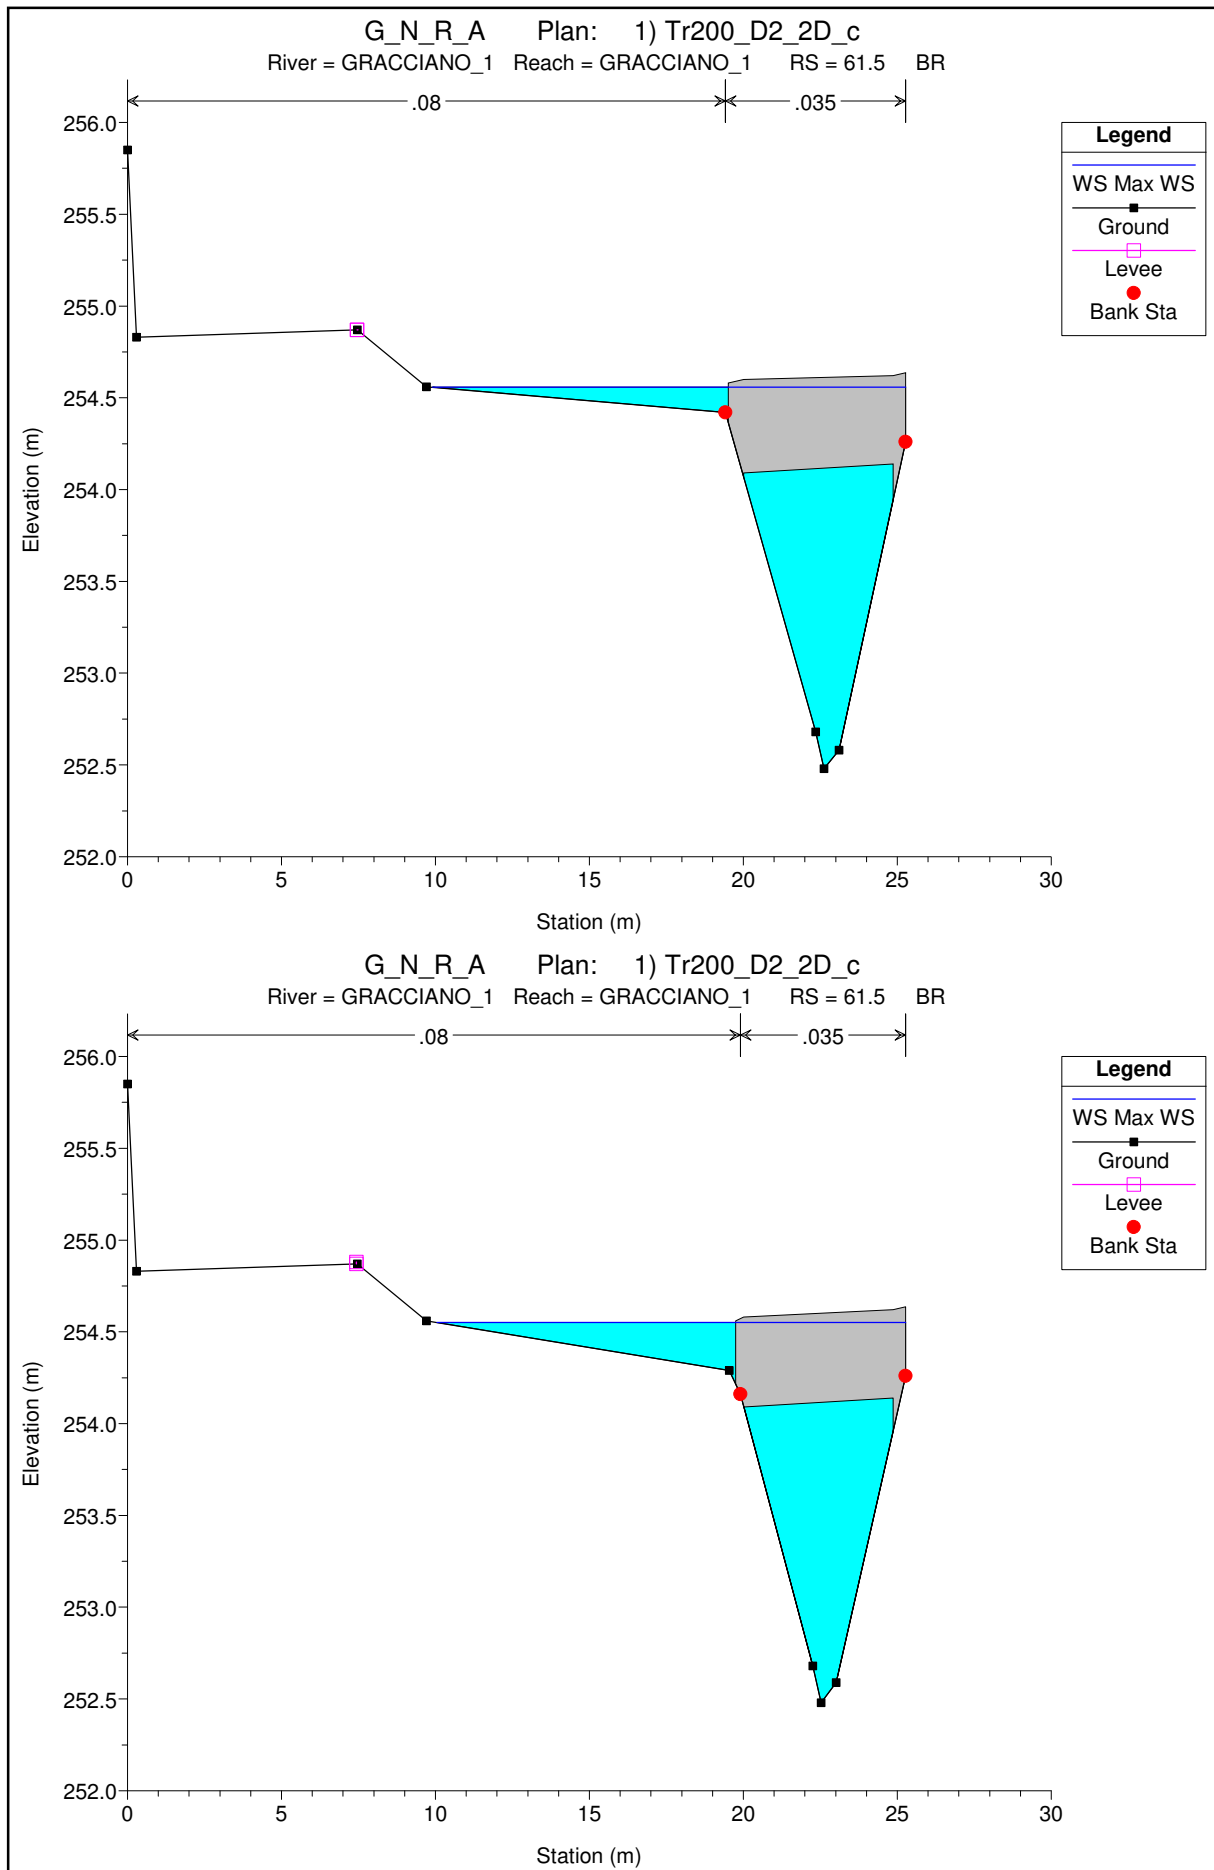 G_N_R_A Plan: 1) Tr200_D2_2D_c
River = GRACCIANO_1 Reach = GRACCIANO_1 RS = 61.5 BR
.08 .035
256.0
255.5
255.0
254.5
254.0
253.5
253.0
252.5
252.0
Elevation (m)
0 5 10 15 20 25 30
Station (m)
Legend
WS Max WS
Ground
Levee
Bank Sta
G_N_R_A Plan: 1) Tr200_D2_2D_c
River = GRACCIANO_1 Reach = GRACCIANO_1 RS = 61.5 BR
.08 .035
256.0
255.5
255.0
254.5
254.0
253.5
253.0
252.5
252.0
Elevation (m)
0 5 10 15 20 25 30
Station (m)
Legend
WS Max WS
Ground
Levee
Bank Sta